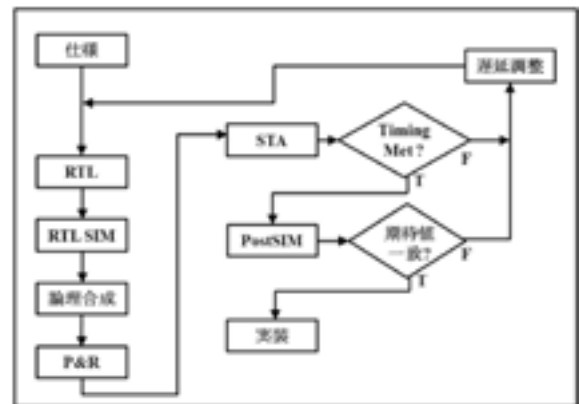 仕様
RTL
RTL SIM
論理合成
P&R
STA
Timing
Met ?
T
F
遅延調整
PostSIM
期待値
一致?
T
F
実装